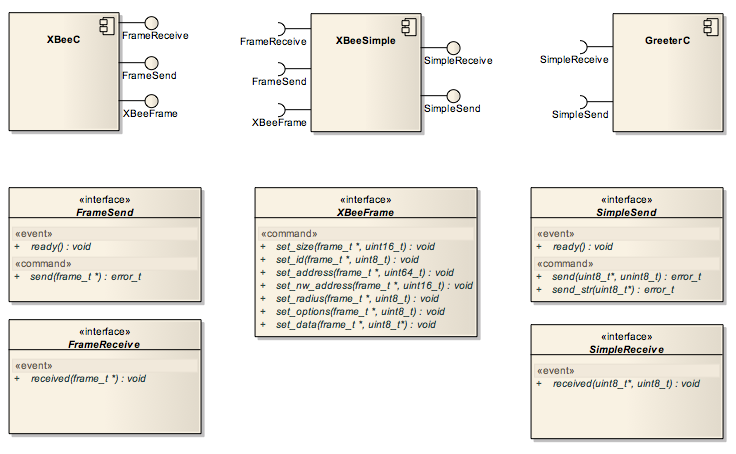 XBeeC
FrameReceive
FrameSend
XBeeFrame
XBeeSimple
FrameReceive
FrameSend
XBeeFrame
SimpleReceive
SimpleSend
GreeterC
SimpleReceive
SimpleSend
«interface»
FrameSend
«event»
+ ready() : void
«command»
+ send(frame_t *) : error_t
«interface»
FrameReceive
«event»
+ received(frame_t *) : void
«interface»
XBeeFrame
«command»
+ set_size(frame_t *, uint16_t) : void
+ set_id(frame_t *, uint8_t) : void
+ set_address(frame_t *, uint64_t) : void
+ set_nw_address(frame_t *, uint16_t) : void
+ set_radius(frame_t *, uint8_t) : void
+ set_options(frame_t *, uint8_t) : void
+ set_data(frame_t *, uint8_t*) : void
«interface»
SimpleSend
«event»
+ ready() : void
«command»
+ send(uint8_t*, unint8_t) : error_t
+ send_str(uint8_t*) : error_t
«interface»
SimpleReceive
«event»
+ received(uint8_t*, uint8_t) : void